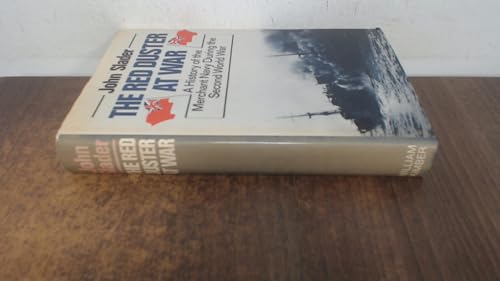 John Slader
THE RED DUSTER
AT WAR
A History of the
Merchant Navy During the
Second World War
John
Slader
THE RED
DUSTER
AT WAR
WILLIAM
KIMBER